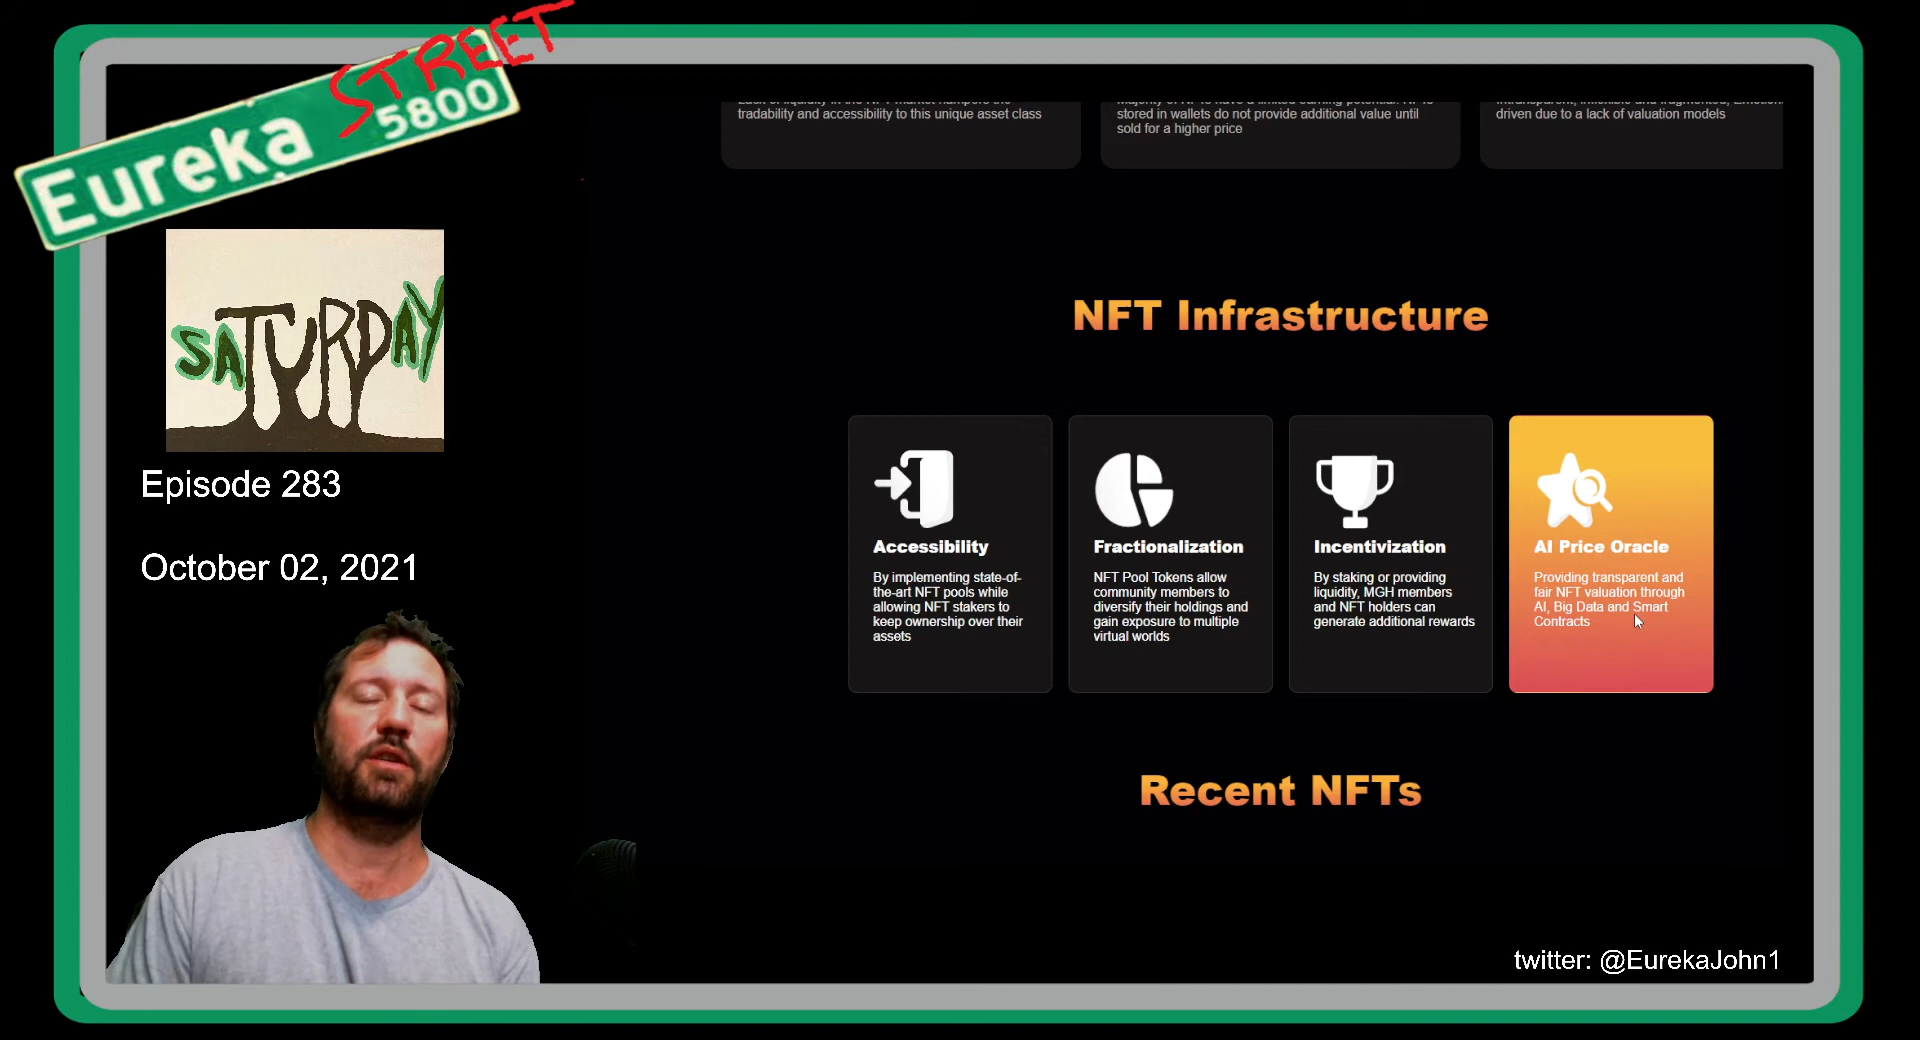 STREET
Eureka 5800
SATURDAY
Episode 283
October 02, 2021
tradability and accessibility to this unique asset class
stored in wallets do not provide additional value until
sold for a higher price
driven due to a lack of valuation models
NFT Infrastructure
Accessibility
By implementing state-of-
the-art NFT pools while
allowing NFT stakers to
keep ownership over their
assets
Fractionalization
NFT Pool Tokens allow
community members to
diversify their holdings and
gain exposure to multiple
virtual worlds
Incentivization
By staking or providing
liquidity, MGH members
and NFT holders can
generate additional rewards
AI Price Oracle
Providing transparent and
fair NFT valuation through
AI, Big Data and Smart
Contracts
Recent NFTs
twitter: @EurekaJohn1